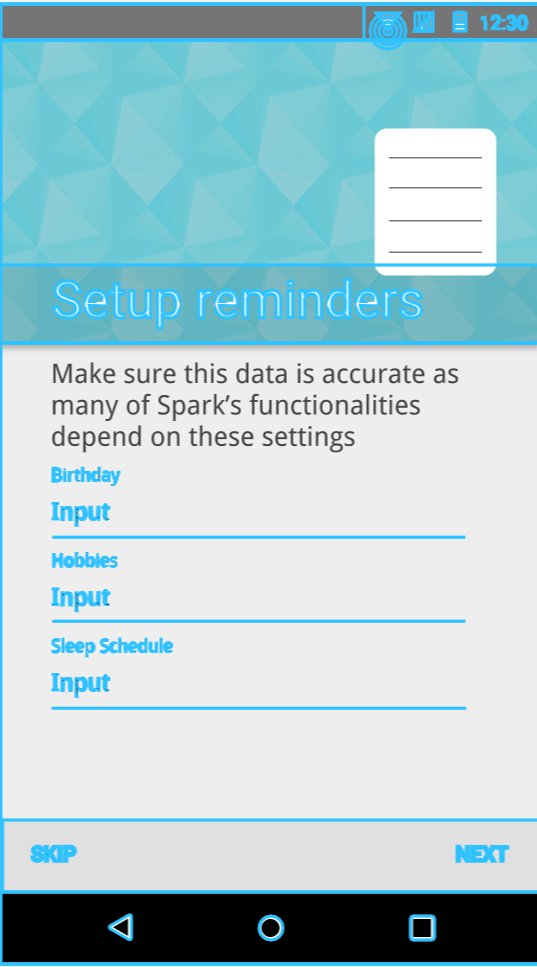 12:30
Setup reminders
Make sure this data is accurate as
many of Spark’s functionalities
depend on these settings
Birthday
Input
Hobbies
Input
Sleep Schedule
Input
SKIP
NEXT